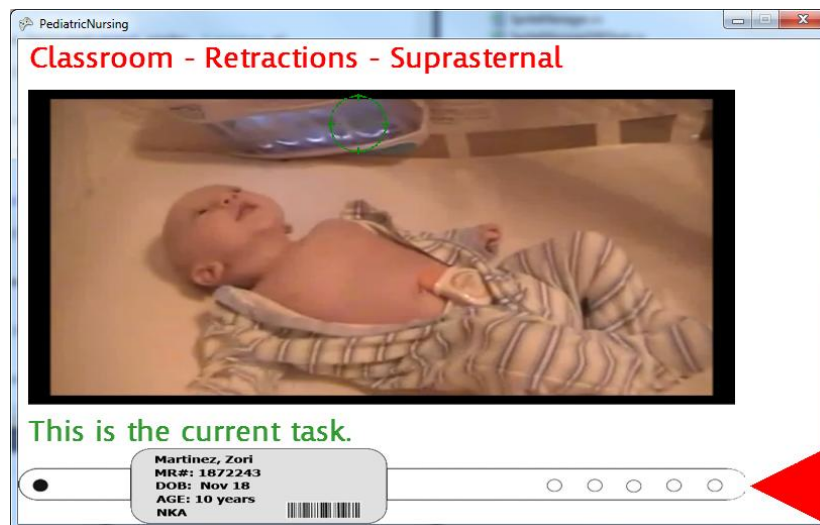 PediatricNursing
Classroom - Retractions - Suprasternal
This is the current task.
Martinez, Zori
MR#: 1872243
DOB: Nov 18
AGE: 10 years
NKA